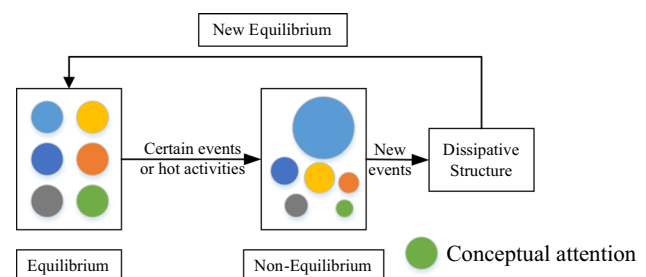 New Equilibrium
Certain events
or hot activities
New
events
Dissipative
Structure
Equilibrium
Non-Equilibrium
Conceptual attention